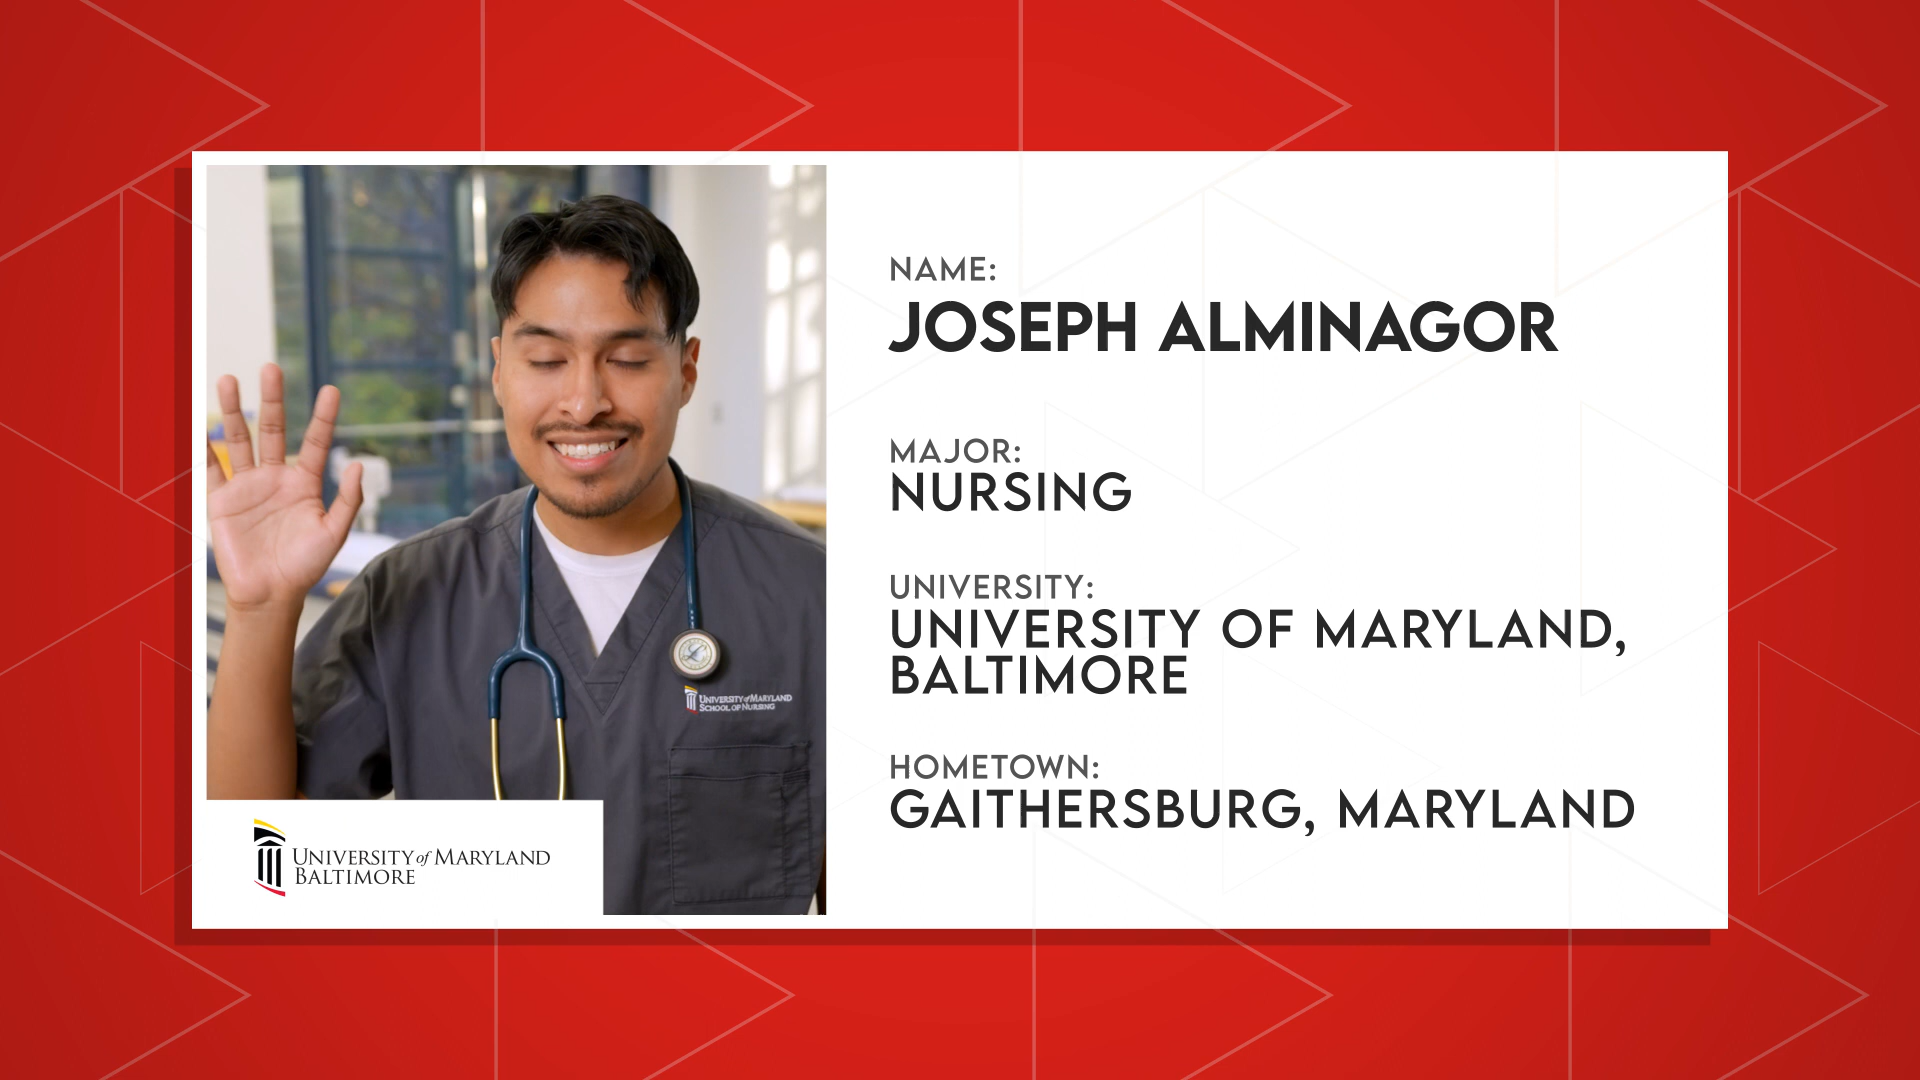 NAME:
JOSEPH ALMINAGOR
MAJOR:
NURSING
UNIVERSITY:
UNIVERSITY OF MARYLAND,
BALTIMORE
HOMETOWN:
GAITHERSBURG, MARYLAND
UNIVERSITY of MARYLAND
SCHOOL OF NURSING
UNIVERSITY of MARYLAND
BALTIMORE